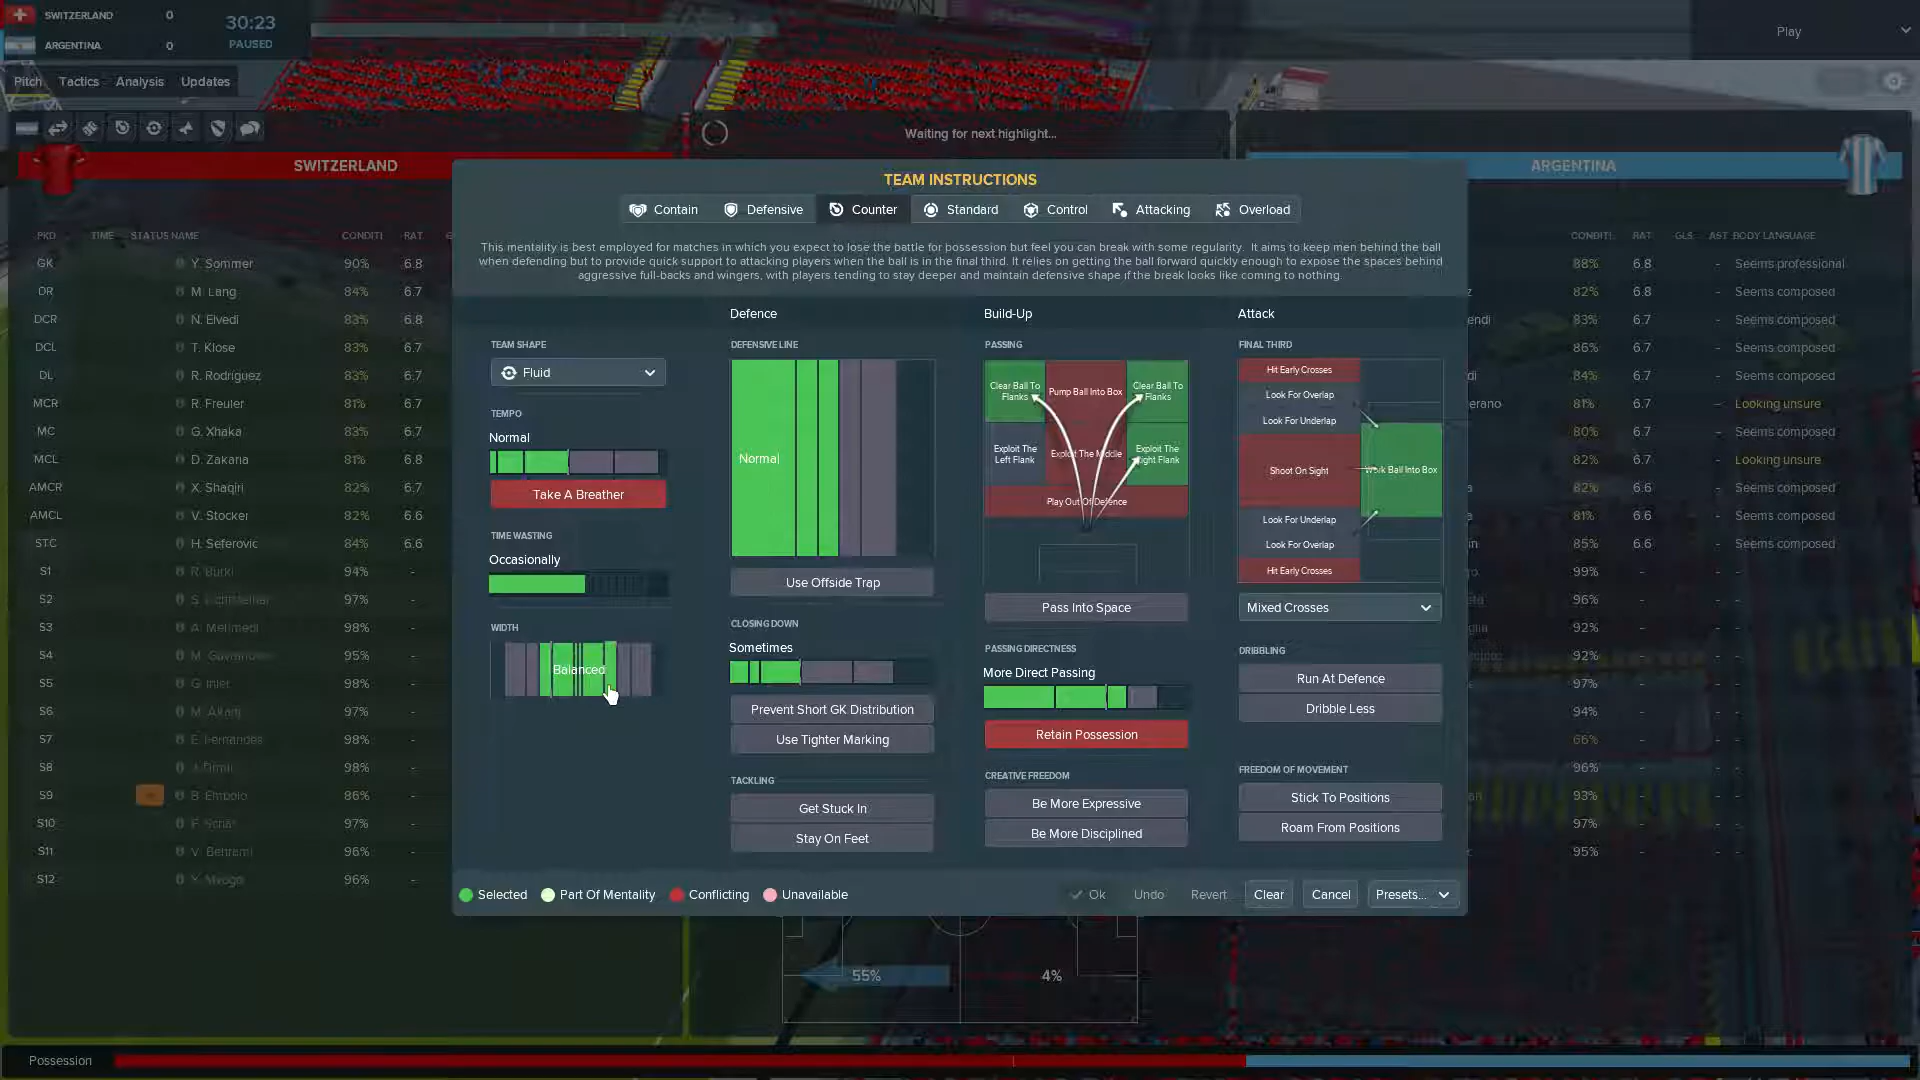 SWITZERLAND 0
ARGENTINA 0
30:23
PAUSED
Play
Pitch Tactics Analysis Updates
Waiting for next highlight...
SWITZERLAND
ARGENTINA
PKD TIME STATUS NAME CONDITI RAT
GK Y. Sommer 90% 6.8
DR M. Lang 84% 6.7
DCR N. Elvedi 83% 6.8
DCL T. Klose 83% 6.7
DL R. Rodriguez 83% 6.7
MCR R. Freuler 81% 6.7
MC G. Xhaka 83% 6.7
MCL D. Zakaria 81% 6.8
AMCR X. Shaqiri 82% 6.7
AMCL V. Stocker 82% 6.6
STC H. Seferovic 84% 6.6
S1 R. Bürki 94% -
S2 S. Lichtsteiner 97% -
S3 A. Mehmedi 98% -
S4 95% -
S5 G. Inler 98% -
S6 M. Akanji 97% -
S7 E. Fernandes 98% -
S8 98% -
S9 B. Embolo 86% -
S10 F. Schär 97% -
S11 V. Behrami 96% -
S12 Y. Mvogo 96% -
TEAM INSTRUCTIONS
Contain Defensive Counter Standard Control Attacking Overload
This mentality is best employed for matches in which you expect to lose the battle for possession but feel you can break with some regularity. It aims to keep men behind the ball
when defending but to provide quick support to attacking players when the ball is in the final third. It relies on getting the ball forward quickly enough to expose the spaces behind
aggressive full-backs and wingers, with players tending to stay deeper and maintain defensive shape if the break looks like coming to nothing.
TEAM SHAPE
Fluid
TEMPO
Normal
Take A Breather
TIME WASTING
Occasionally
WIDTH
Balanced
Defence
DEFENSIVE LINE
Normal
Use Offside Trap
CLOSING DOWN
Sometimes
Prevent Short GK Distribution
Use Tighter Marking
TACKLING
Get Stuck In
Stay On Feet
Build-Up
PASSING
Clear Ball To Flanks
Pump Ball Into Box
Clear Ball To Flanks
Exploit The Left Flank
Exploit The Middle
Exploit The Right Flank
Play Out Of Defence
Pass Into Space
PASSING DIRECTNESS
More Direct Passing
Retain Possession
CREATIVE FREEDOM
Be More Expressive
Be More Disciplined
Attack
FINAL THIRD
Hit Early Crosses
Look For Overlap
Look For Underlap
Shoot On Sight
Work Ball Into Box
Look For Underlap
Look For Overlap
Hit Early Crosses
Mixed Crosses
DRIBBLING
Run At Defence
Dribble Less
FREEDOM OF MOVEMENT
Stick To Positions
Roam From Positions
Selected Part Of Mentality Conflicting Unavailable
Ok Undo Revert Clear Cancel Presets...
CONDITI RAT GLS AST BODY LANGUAGE
88% 6.8 - Seems professional
82% 6.8 - Seems composed
83% 6.7 - Seems composed
86% 6.7 - Seems composed
84% 6.7 - Seems composed
81% 6.7 - Looking unsure
80% 6.7 - Seems composed
82% 6.7 - Looking unsure
82% 6.6 - Seems composed
81% 6.6 - Seems composed
85% 6.6 - Seems composed
99% - -
96% - -
92% - -
92% - -
97% - -
94% - -
66% - -
96% - -
93% - -
97% - -
95% - -
55% 4%
Possession